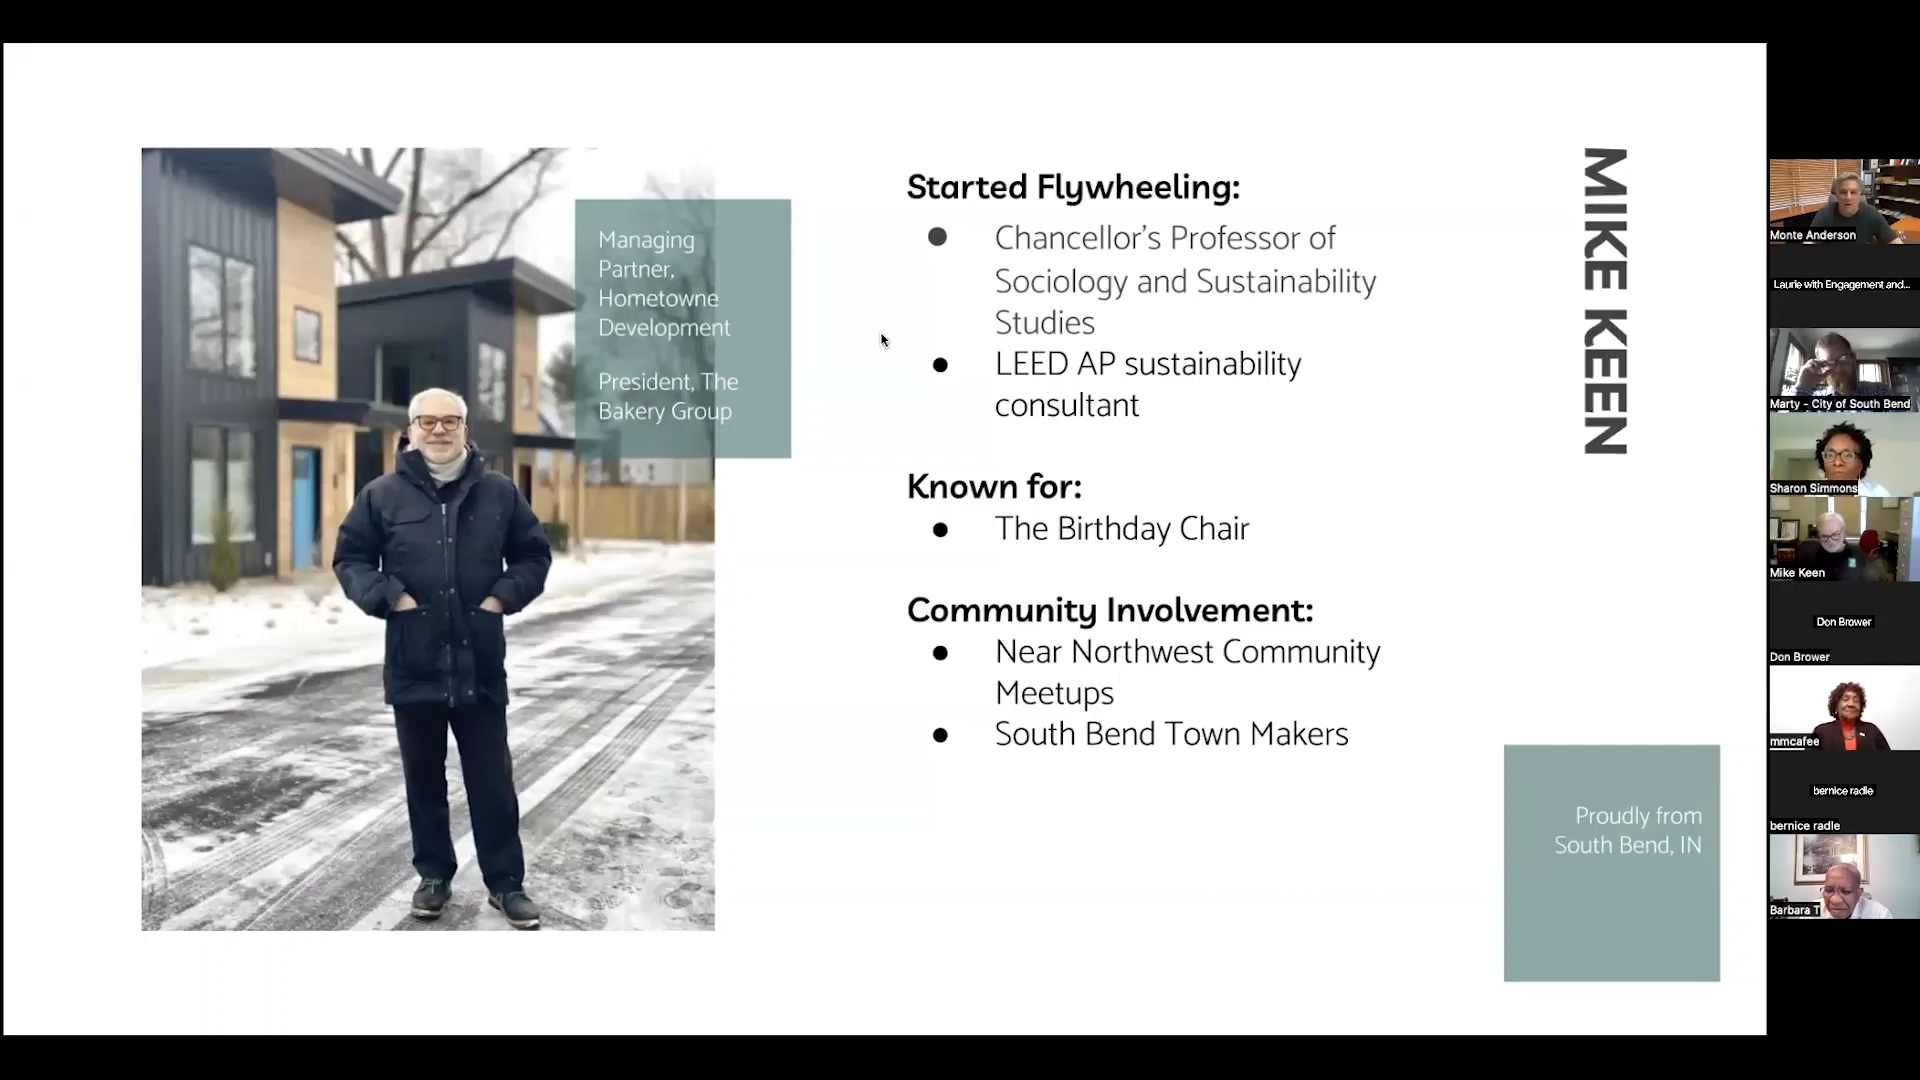 Managing
Partner,
Hometowne
Development
President, The
Bakery Group
Started Flywheeling:
● Chancellor's Professor of
Sociology and Sustainability
Studies
● LEED AP sustainability
consultant
Known for:
● The Birthday Chair
Community Involvement:
● Near Northwest Community
Meetups
● South Bend Town Makers
MIKE KEEN
Proudly from
South Bend, IN
Monte Anderson
Laurie with Engagement and...
Marty - City of South Bend
Sharon Simmons
Mike Keen
Don Brower
Don Brower
mmcafee
bernice radle
bernice radle
Barbara T